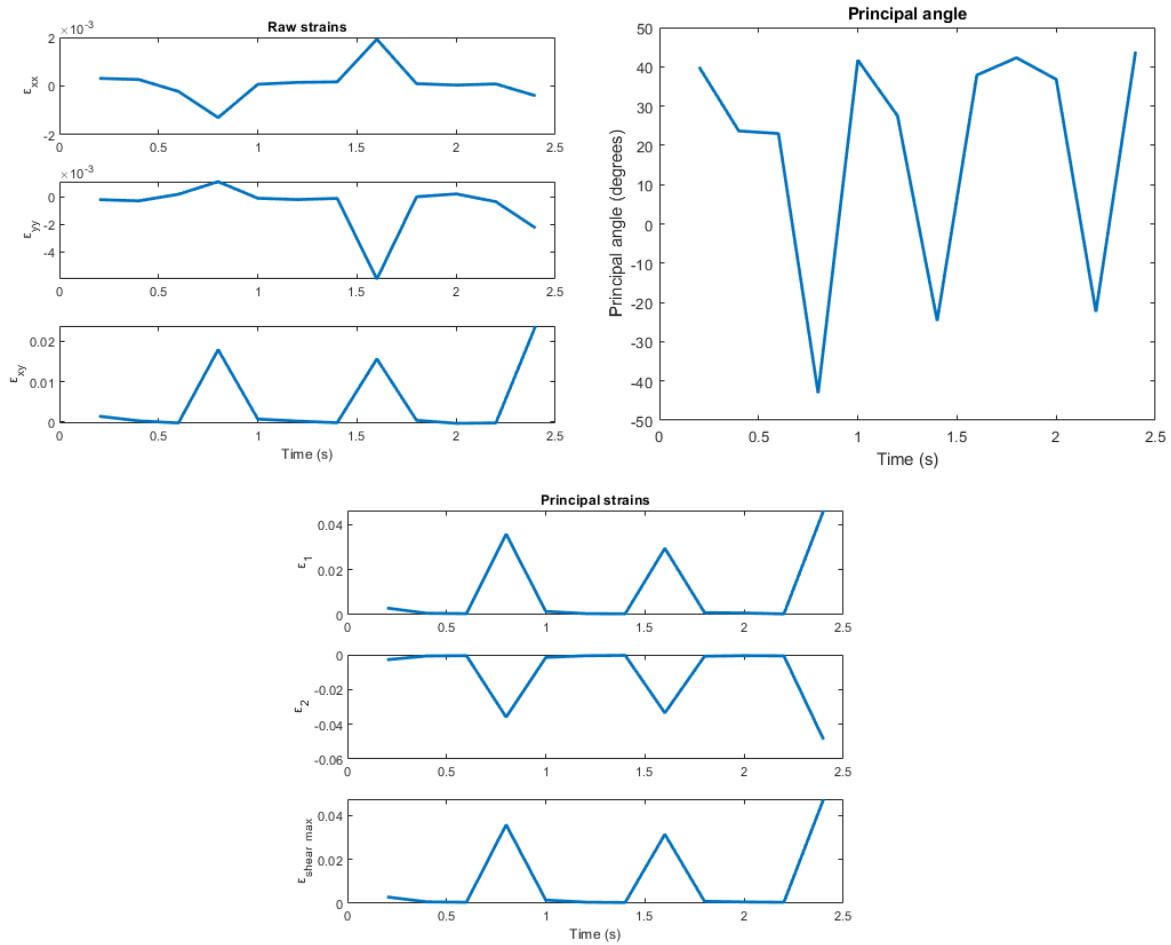 Raw strains
×10⁻³
2
0
-2
ε_xx
0 0.5 1 1.5 2 2.5
×10⁻³
0
-2
-4
ε_yy
0 0.5 1 1.5 2 2.5
0.02
0.01
0
ε_xy
0 0.5 1 1.5 2 2.5
Time (s)
Principal angle
50
40
30
20
10
0
-10
-20
-30
-40
-50
Principal angle (degrees)
0 0.5 1 1.5 2 2.5
Time (s)
Principal strains
0.04
0.02
0
ε_1
0 0.5 1 1.5 2 2.5
0
-0.02
-0.04
-0.06
ε_2
0 0.5 1 1.5 2 2.5
0.04
0.02
0
ε_shear max
0 0.5 1 1.5 2 2.5
Time (s)